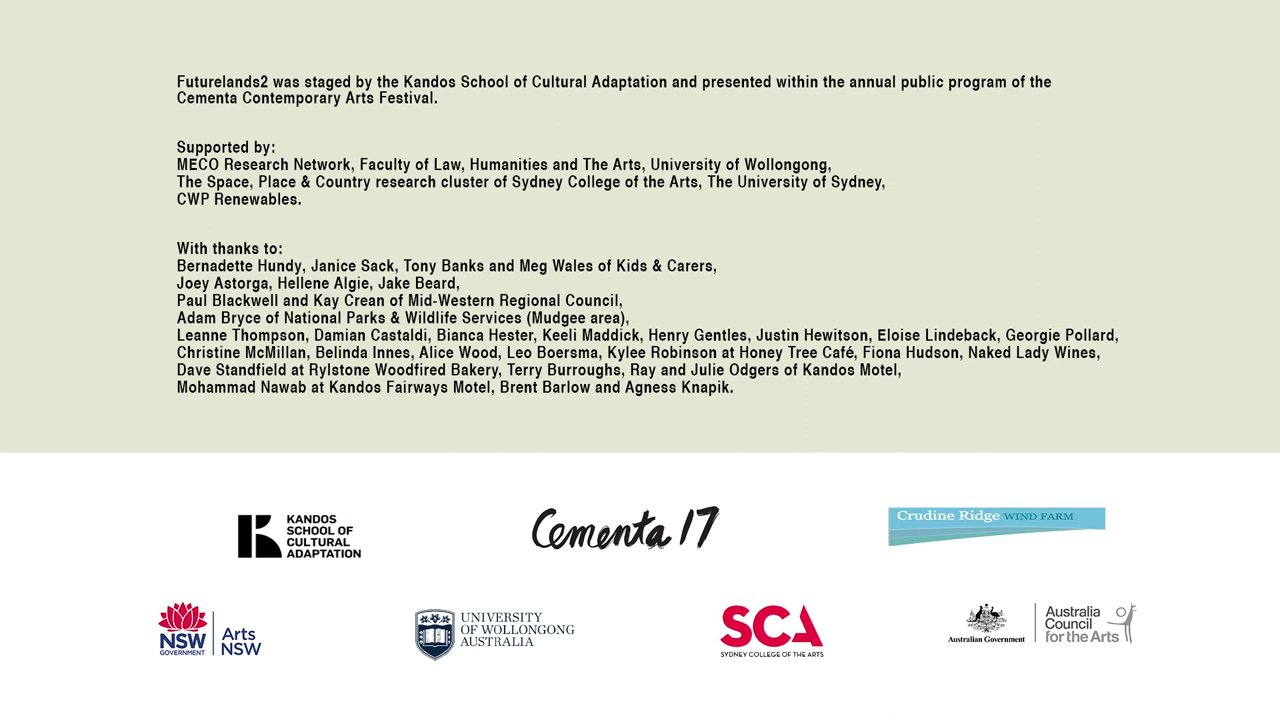 Futurelands2 was staged by the Kandos School of Cultural Adaptation and presented within the annual public program of the
Cementa Contemporary Arts Festival.
Supported by:
MECO Research Network, Faculty of Law, Humanities and The Arts, University of Wollongong,
The Space, Place & Country research cluster of Sydney College of the Arts, The University of Sydney,
CWP Renewables.
With thanks to:
Bernadette Hundy, Janice Sack, Tony Banks and Meg Wales of Kids & Carers,
Joey Astorga, Hellene Algie, Jake Beard,
Paul Blackwell and Kay Crean of Mid-Western Regional Council,
Adam Bryce of National Parks & Wildlife Services (Mudgee area),
Leanne Thompson, Damian Castaldi, Bianca Hester, Keeli Maddick, Henry Gentles, Justin Hewitson, Eloise Lindeback, Georgie Pollard,
Christine McMillan, Belinda Innes, Alice Wood, Leo Boersma, Kylee Robinson at Honey Tree Café, Fiona Hudson, Naked Lady Wines,
Dave Standfield at Rylstone Woodfired Bakery, Terry Burroughs, Ray and Julie Odgers of Kandos Motel,
Mohammad Nawab at Kandos Fairways Motel, Brent Barlow and Agness Knapik.
KANDOS
SCHOOL OF
CULTURAL
ADAPTATION
Cementa 17
Crudine Ridge WIND FARM
NSW
GOVERNMENT
Arts
NSW
UNIVERSITY
OF WOLLONGONG
AUSTRALIA
SCA
SYDNEY COLLEGE OF THE ARTS
Australian Government
Australia
Council
for the Arts